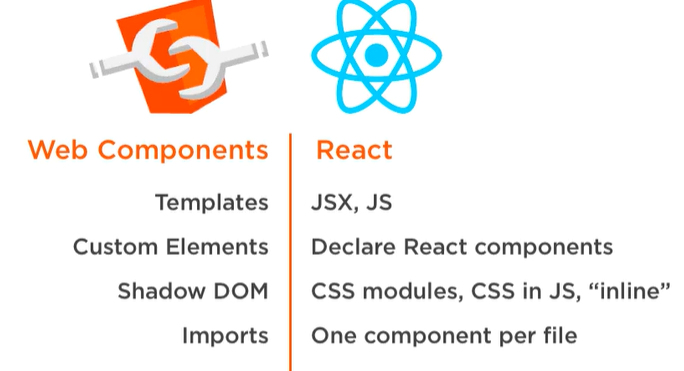 Web Components React
Templates JSX, JS
Custom Elements Declare React components
Shadow DOM CSS modules, CSS in JS, “inline”
Imports One component per file